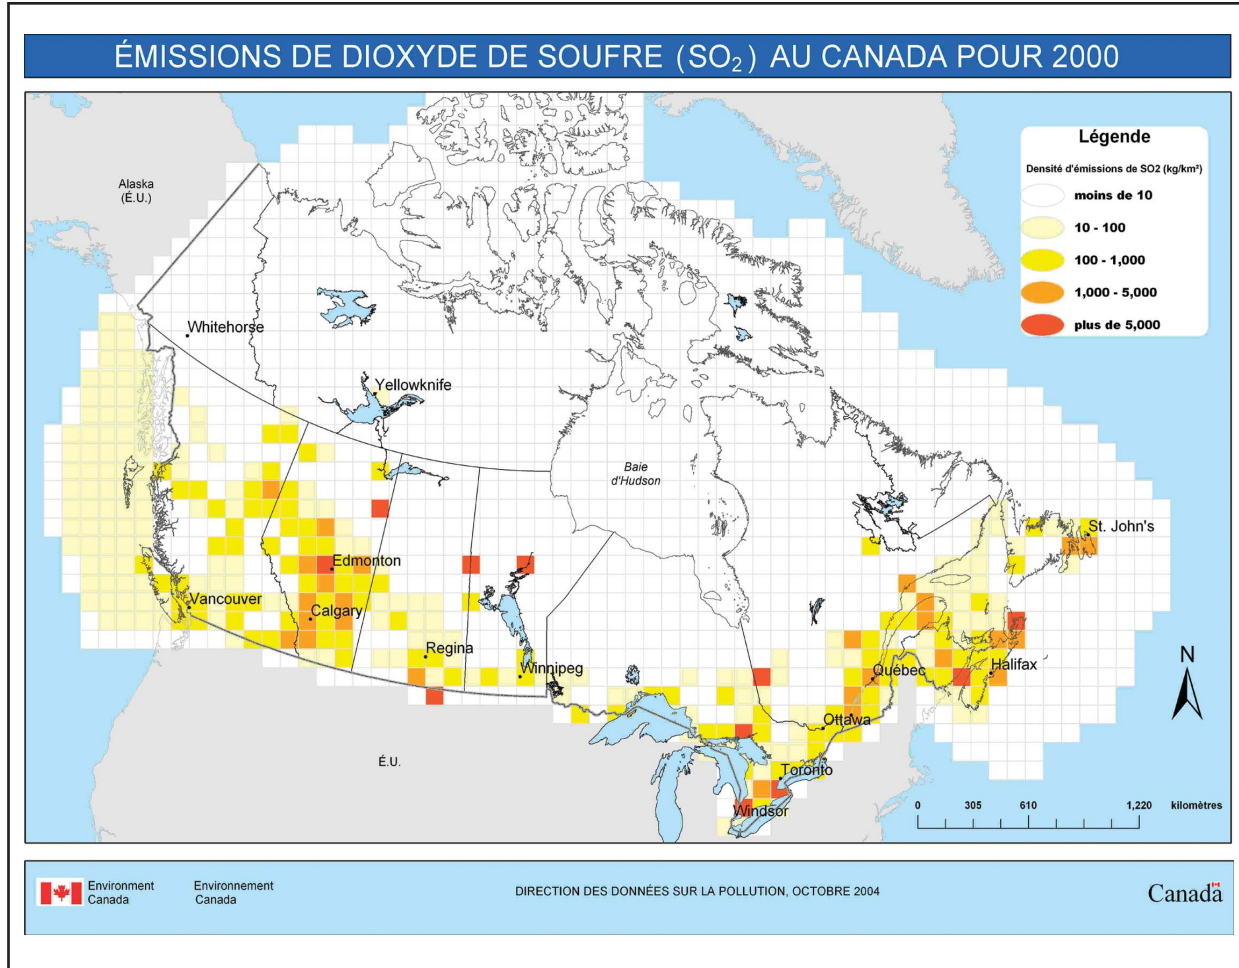 ÉMISSIONS DE DIOXYDE DE SOUFRE (SO₂) AU CANADA POUR 2000
Alaska
(É.U.)
Légende
Densité d'émissions de SO2 (kg/km²)
moins de 10
10 - 100
100 - 1,000
1,000 - 5,000
plus de 5,000
Whitehorse
Yellowknife
Baie
d'Hudson
St. John's
Edmonton
Vancouver
Calgary
Regina
Winnipeg
Québec
Halifax
N
Ottawa
É.U.
Toronto
Windsor
0 305 610 1,220 kilomètres
Environment
Canada
Environnement
Canada
DIRECTION DES DONNÉES SUR LA POLLUTION, OCTOBRE 2004
Canada